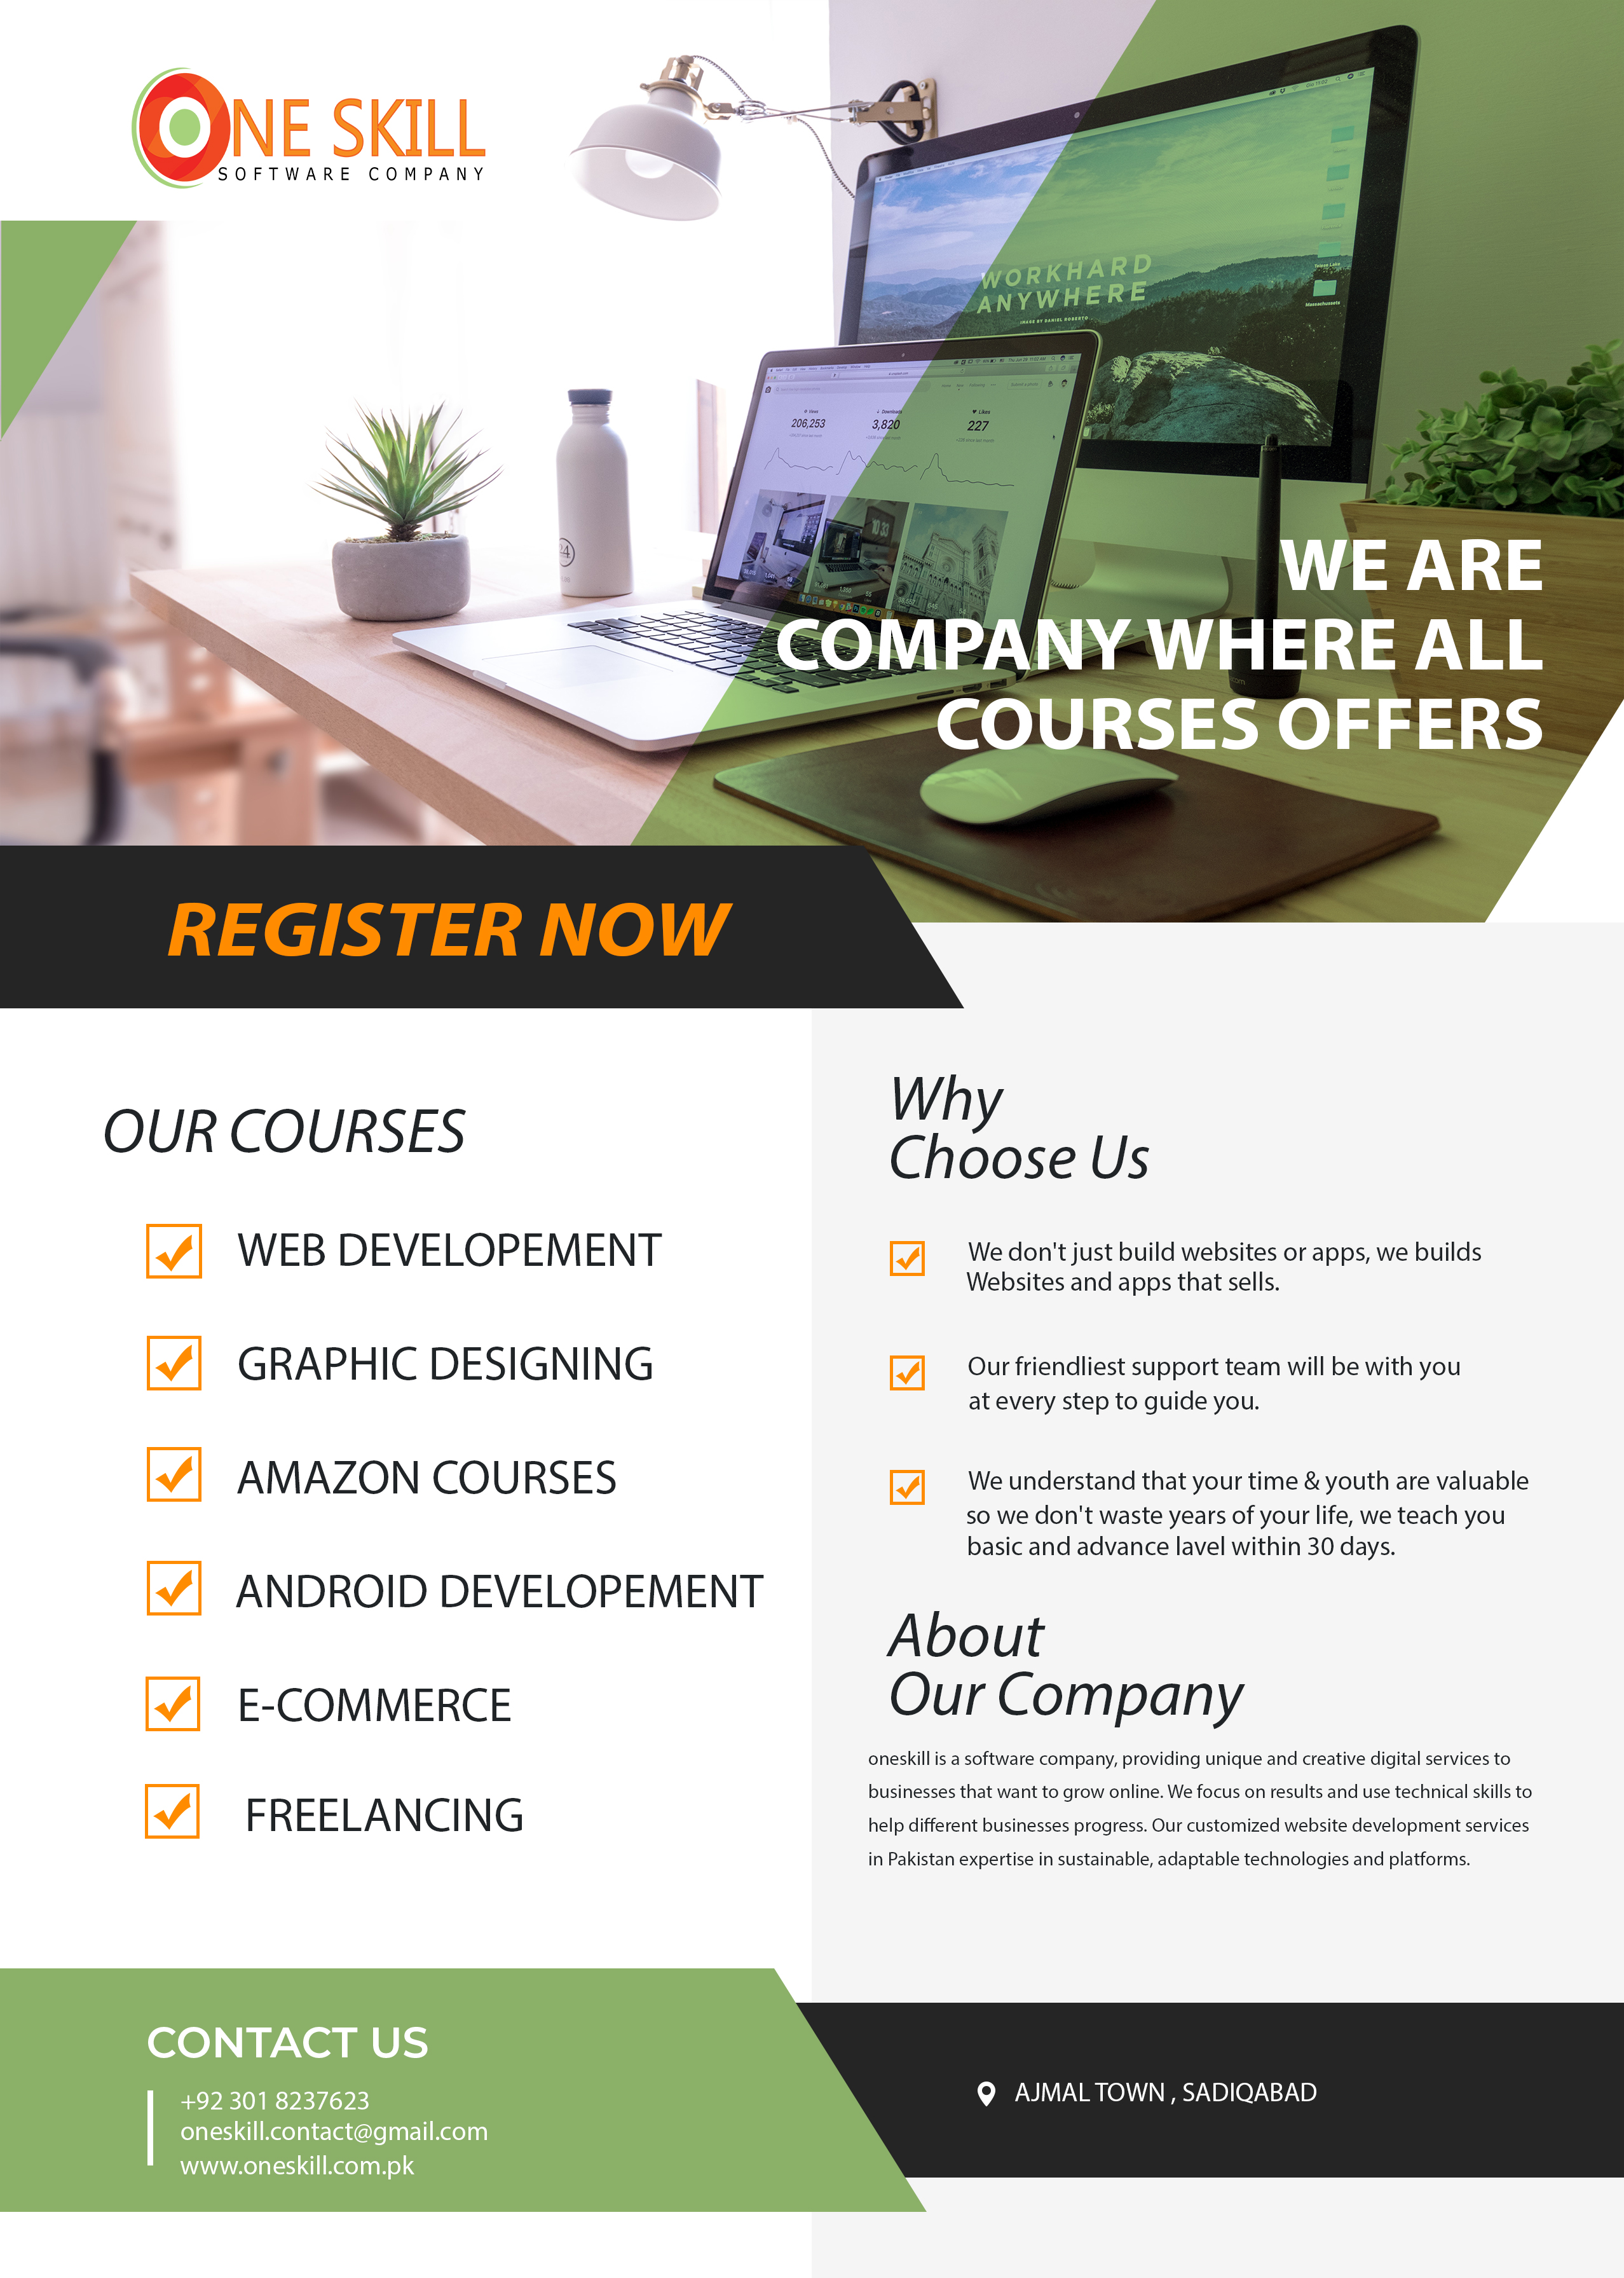 ONE SKILL
SOFTWARE COMPANY
WORKHARD
ANYWHERE
IMAGE BY DANIEL ROBERTO
Massachussets
Views
Downloads
Likes
206,253
3,820
227
WE ARE
COMPANY WHERE ALL
COURSES OFFERS
REGISTER NOW
OUR COURSES
WEB DEVELOPEMENT
GRAPHIC DESIGNING
AMAZON COURSES
ANDROID DEVELOPEMENT
E-COMMERCE
FREELANCING
Why
Choose Us
We don't just build websites or apps, we builds
Websites and apps that sells.
Our friendliest support team will be with you
at every step to guide you.
We understand that your time & youth are valuable
so we don't waste years of your life, we teach you
basic and advance lavel within 30 days.
About
Our Company
oneskill is a software company, providing unique and creative digital services to
businesses that want to grow online. We focus on results and use technical skills to
help different businesses progress. Our customized website development services
in Pakistan expertise in sustainable, adaptable technologies and platforms.
CONTACT US
+92 301 8237623
oneskill.contact@gmail.com
www.oneskill.com.pk
AJMAL TOWN , SADIQABAD